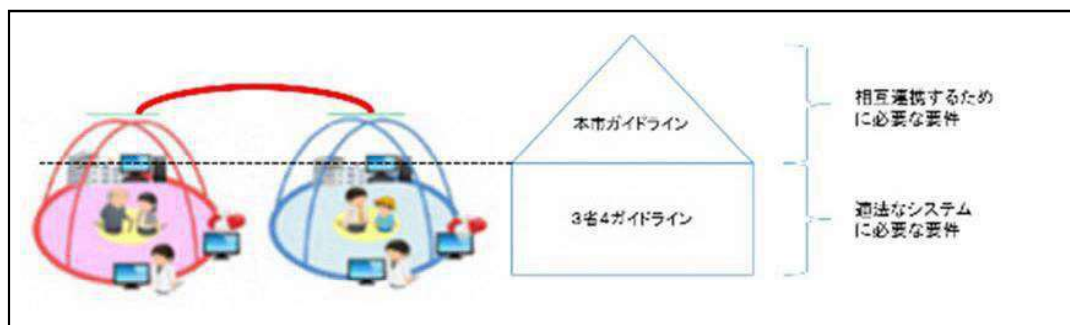 本市ガイドライン
3省4ガイドライン
相互連携するため
に必要な要件
適法なシステム
に必要な要件